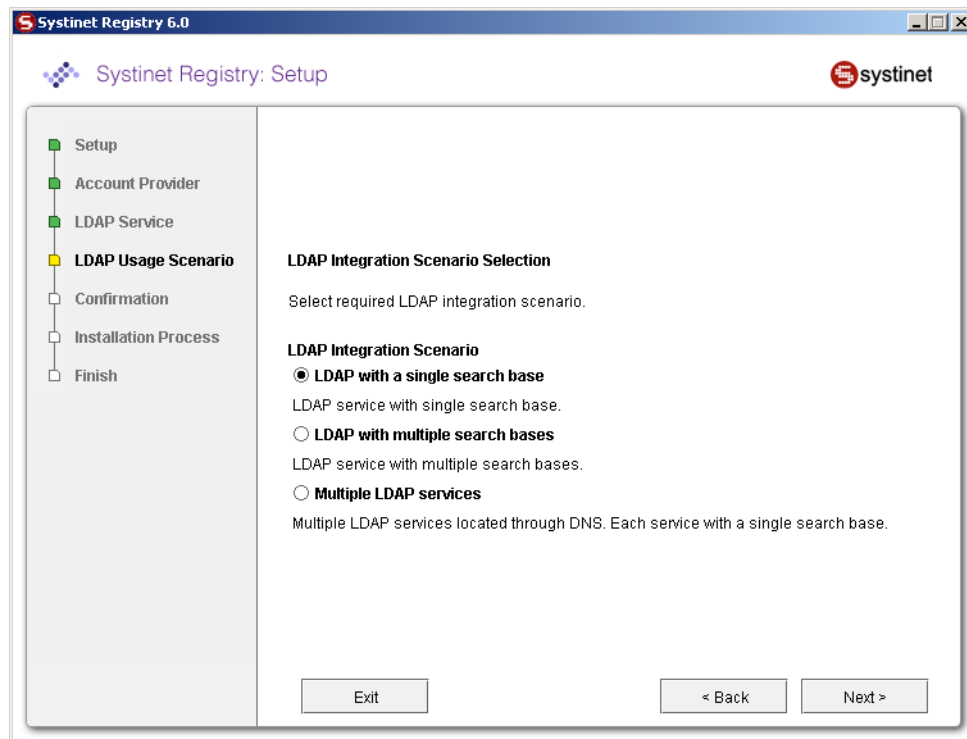 Systinet Registry 6.0
Systinet Registry: Setup
systinet
Setup
Account Provider
LDAP Service
LDAP Usage Scenario
Confirmation
Installation Process
Finish
LDAP Integration Scenario Selection
Select required LDAP integration scenario.
LDAP Integration Scenario
LDAP with a single search base
LDAP service with single search base.
LDAP with multiple search bases
LDAP service with multiple search bases.
Multiple LDAP services
Multiple LDAP services located through DNS. Each service with a single search base.
Exit
< Back
Next >